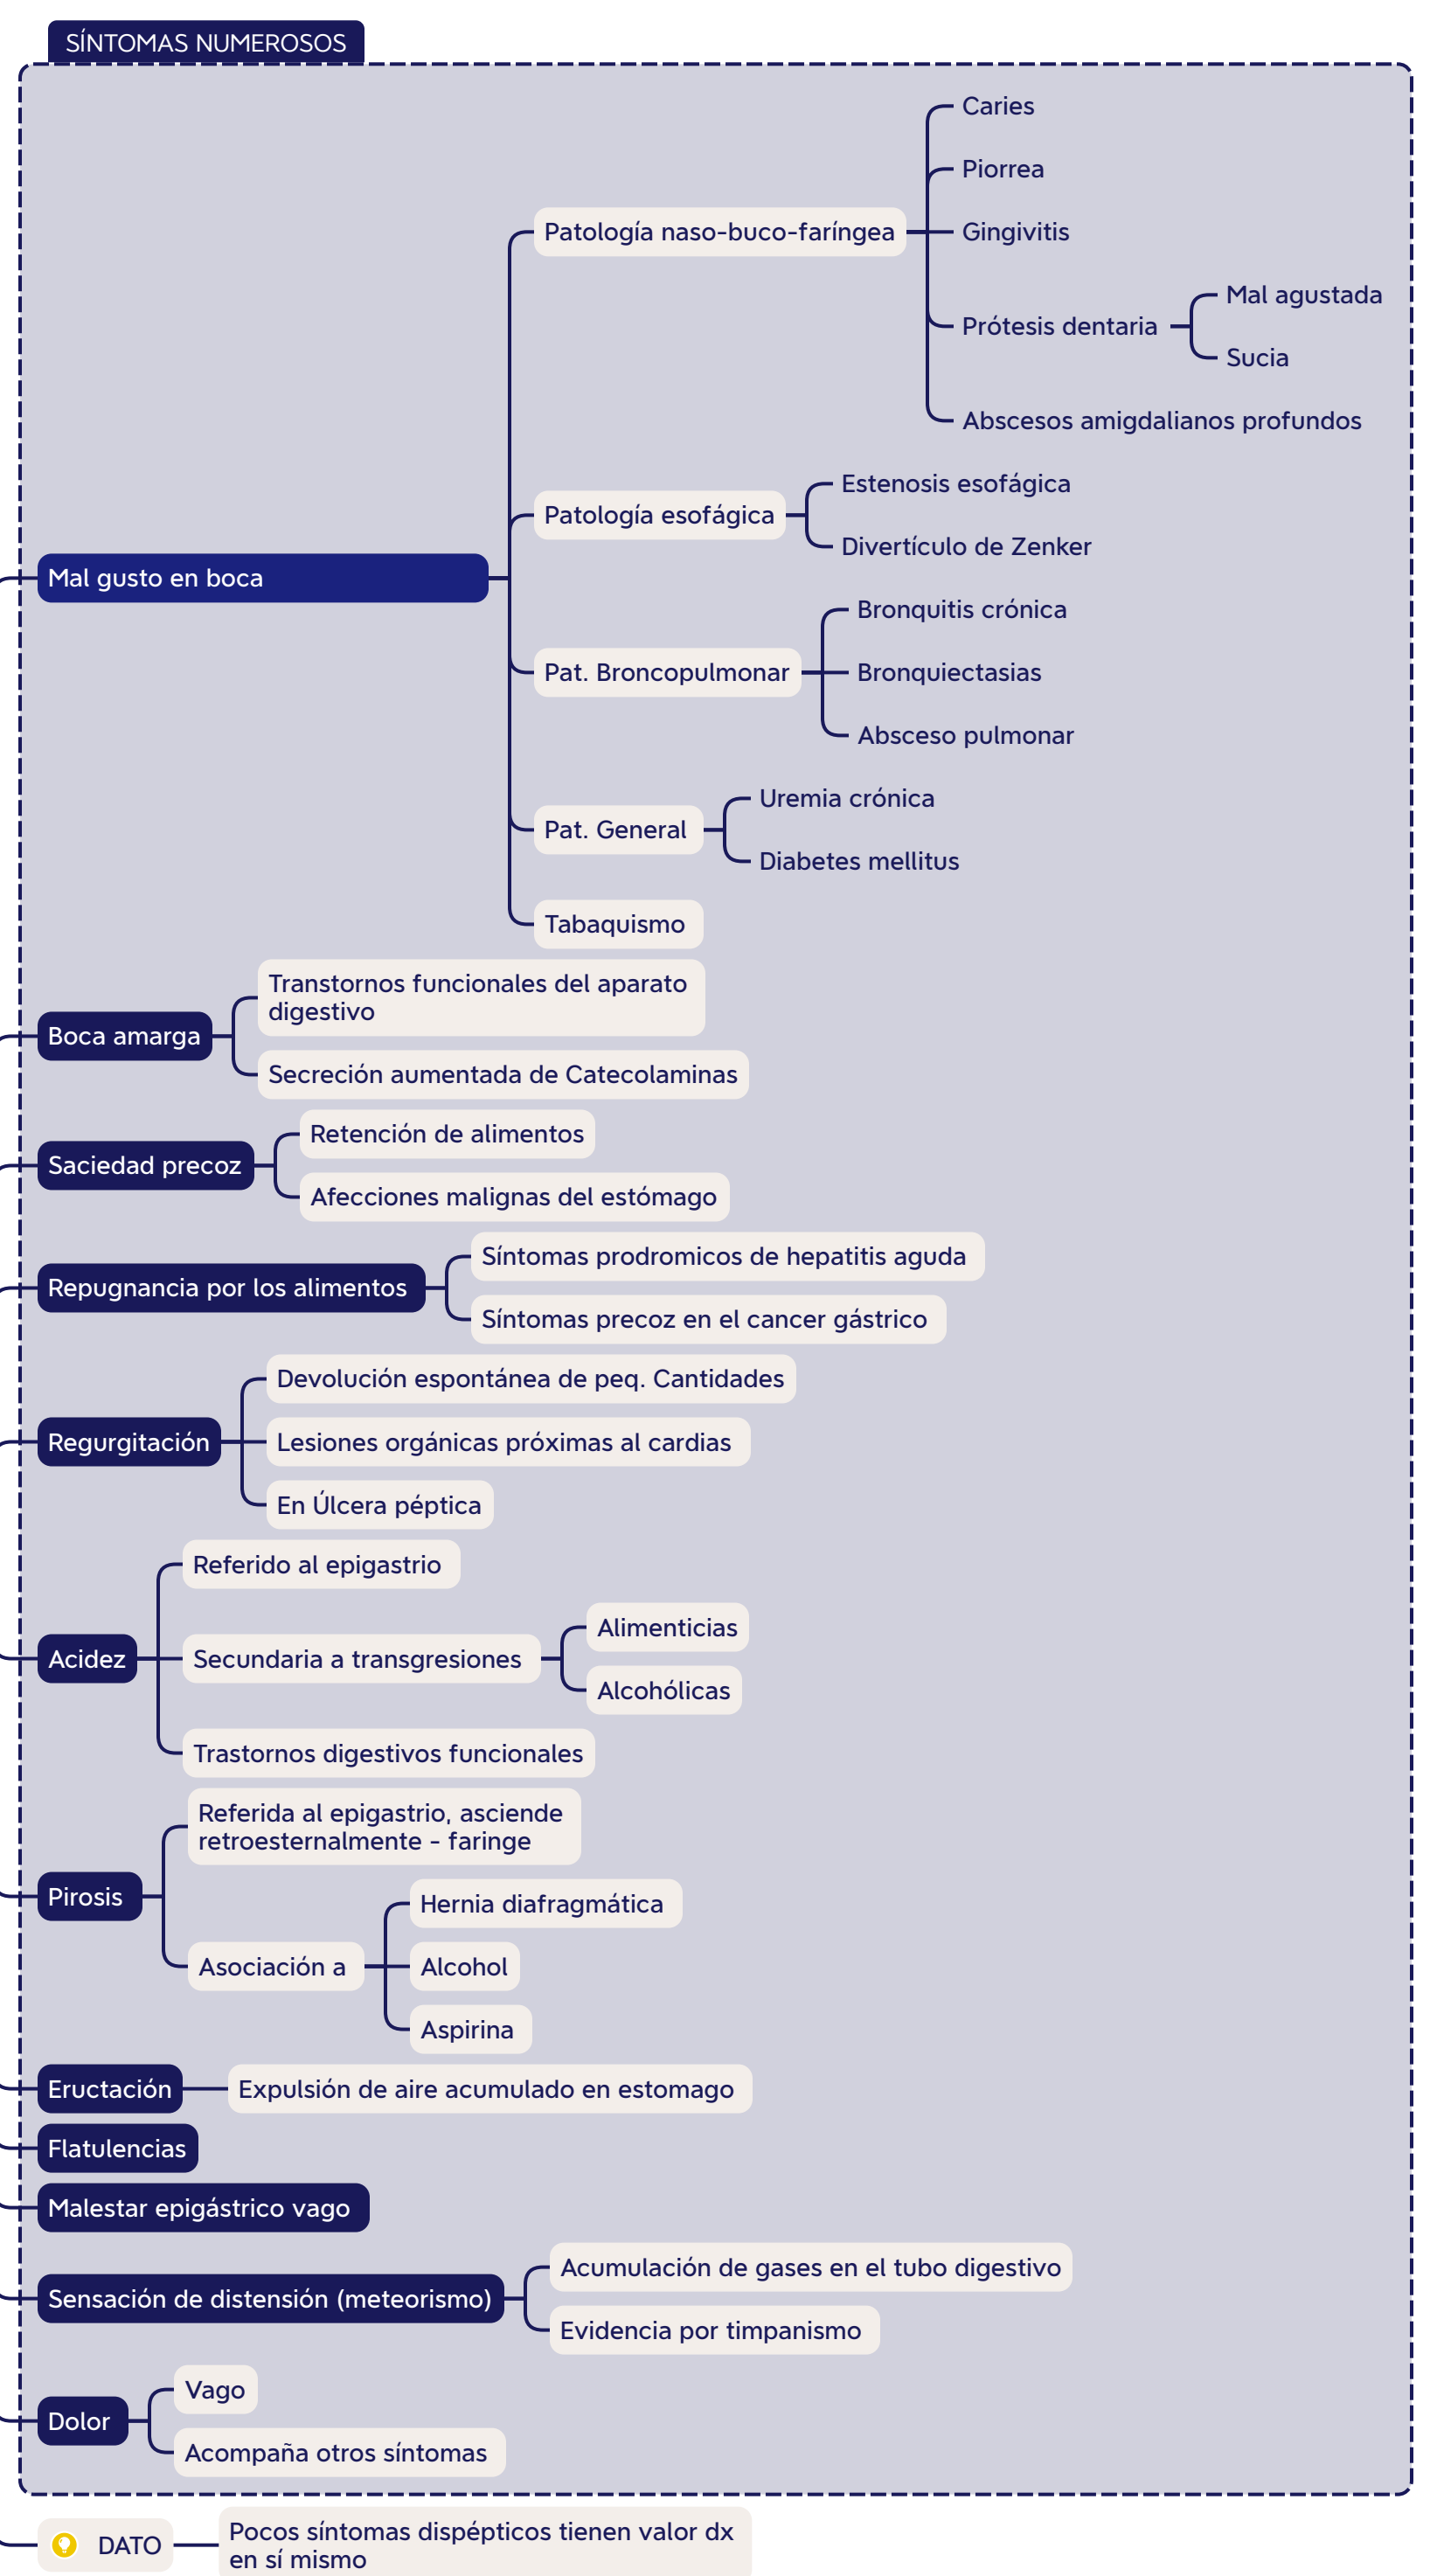 SÍNTOMAS NUMEROSOS
Mal gusto en boca
Patología naso-buco-faríngea
Caries
Piorrea
Gingivitis
Prótesis dentaria
Mal agustada
Sucia
Abscesos amigdalianos profundos
Patología esofágica
Estenosis esofágica
Divertículo de Zenker
Pat. Broncopulmonar
Bronquitis crónica
Bronquiectasias
Absceso pulmonar
Pat. General
Uremia crónica
Diabetes mellitus
Tabaquismo
Boca amarga
Transtornos funcionales del aparato
digestivo
Secreción aumentada de Catecolaminas
Saciedad precoz
Retención de alimentos
Afecciones malignas del estómago
Repugnancia por los alimentos
Síntomas prodromicos de hepatitis aguda
Síntomas precoz en el cancer gástrico
Regurgitación
Devolución espontánea de peq. Cantidades
Lesiones orgánicas próximas al cardias
En Úlcera péptica
Acidez
Referido al epigastrio
Secundaria a transgresiones
Alimenticias
Alcohólicas
Trastornos digestivos funcionales
Pirosis
Referida al epigastrio, asciende
retroesternalmente - faringe
Asociación a
Hernia diafragmática
Alcohol
Aspirina
Eructación
Expulsión de aire acumulado en estomago
Flatulencias
Malestar epigástrico vago
Sensación de distensión (meteorismo)
Acumulación de gases en el tubo digestivo
Evidencia por timpanismo
Dolor
Vago
Acompaña otros síntomas
DATO
Pocos síntomas dispépticos tienen valor dx
en sí mismo